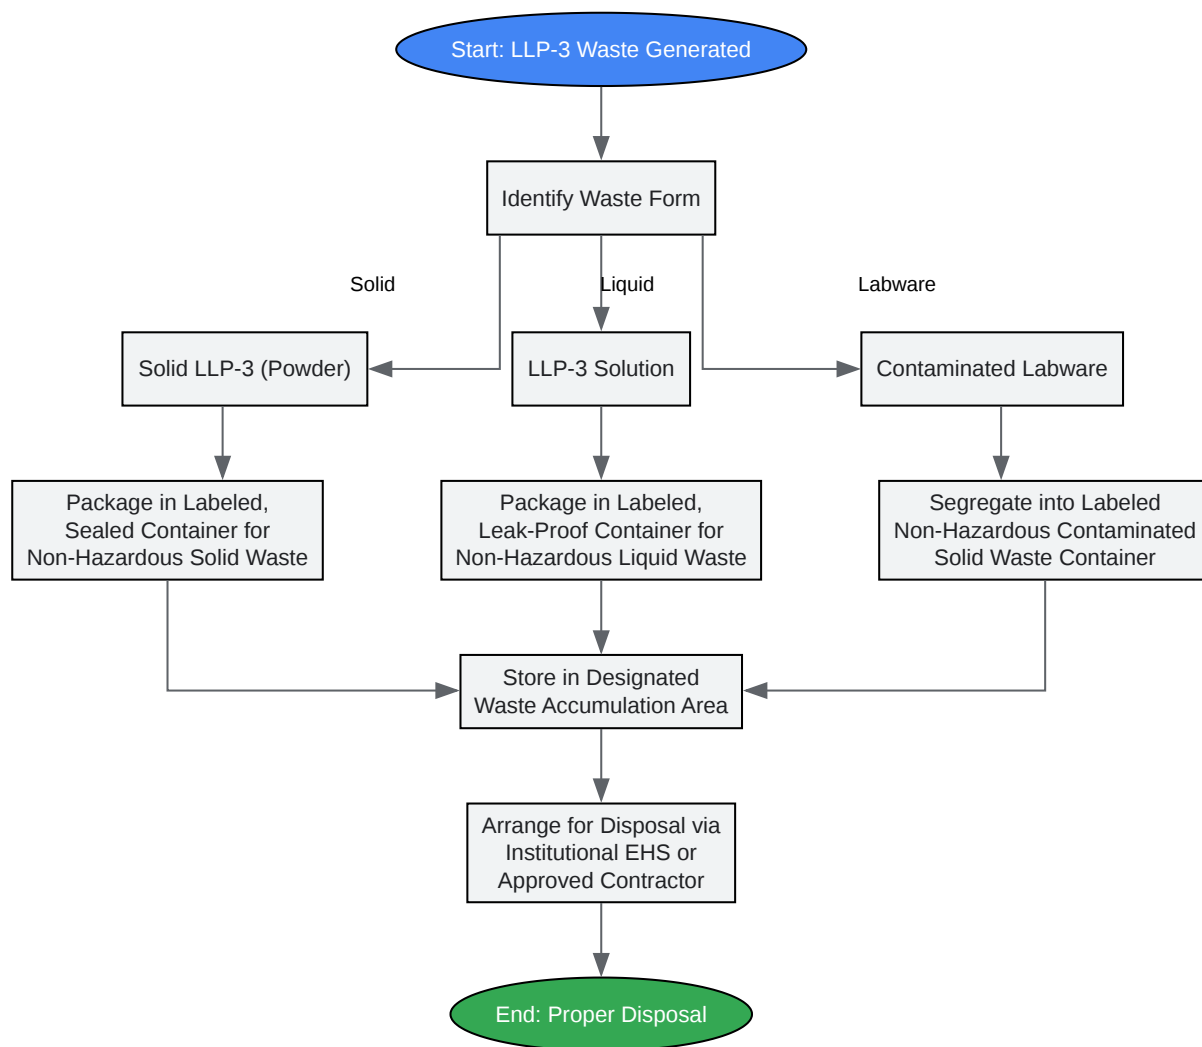 Start: LLP-3 Waste Generated
Identify Waste Form
Solid
Liquid
Labware
Solid LLP-3 (Powder)
LLP-3 Solution
Contaminated Labware
Package in Labeled,
Sealed Container for
Non-Hazardous Solid Waste
Package in Labeled,
Leak-Proof Container for
Non-Hazardous Liquid Waste
Segregate into Labeled
Non-Hazardous Contaminated
Solid Waste Container
Store in Designated
Waste Accumulation Area
Arrange for Disposal via
Institutional EHS or
Approved Contractor
End: Proper Disposal